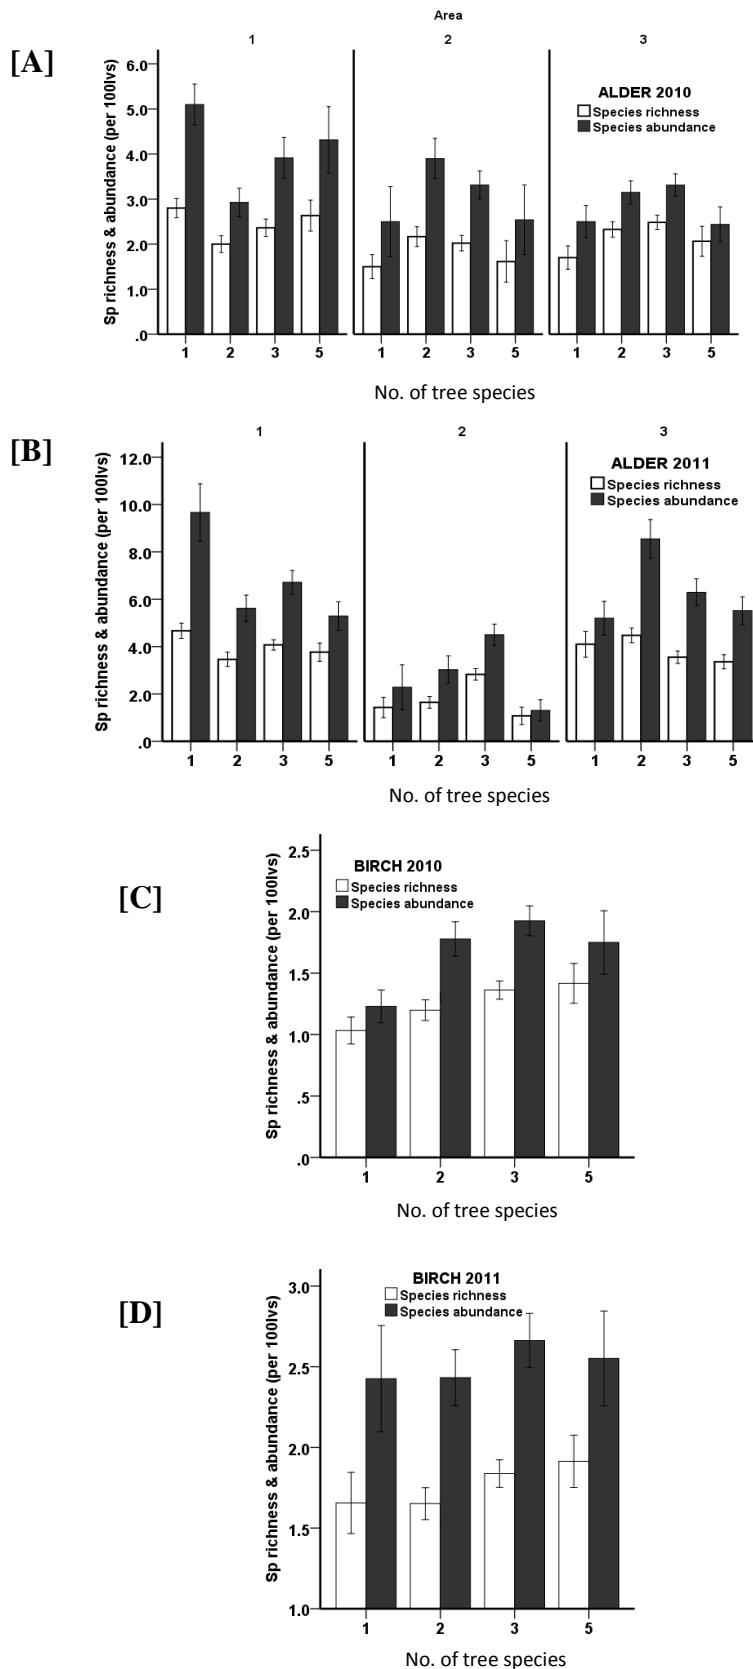 Area
1 2 3
[A]
ALDER 2010
Species richness
Species abundance
Sp richness & abundance (per 100lvs)
6.0
5.0
4.0
3.0
2.0
1.0
.0
1 2 3 5 1 2 3 5 1 2 3 5
No. of tree species
[B]
1 2 3
ALDER 2011
Species richness
Species abundance
Sp richness & abundance (per 100lvs)
12.0
10.0
8.0
6.0
4.0
2.0
.0
1 2 3 5 1 2 3 5 1 2 3 5
No. of tree species
[C]
BIRCH 2010
Species richness
Species abundance
Sp richness & abundance (per 100lvs)
2.5
2.0
1.5
1.0
.5
.0
1 2 3 5
No. of tree species
[D]
BIRCH 2011
Species richness
Species abundance
Sp richness & abundance (per 100lvs)
3.0
2.5
2.0
1.5
1.0
1 2 3 5
No. of tree species